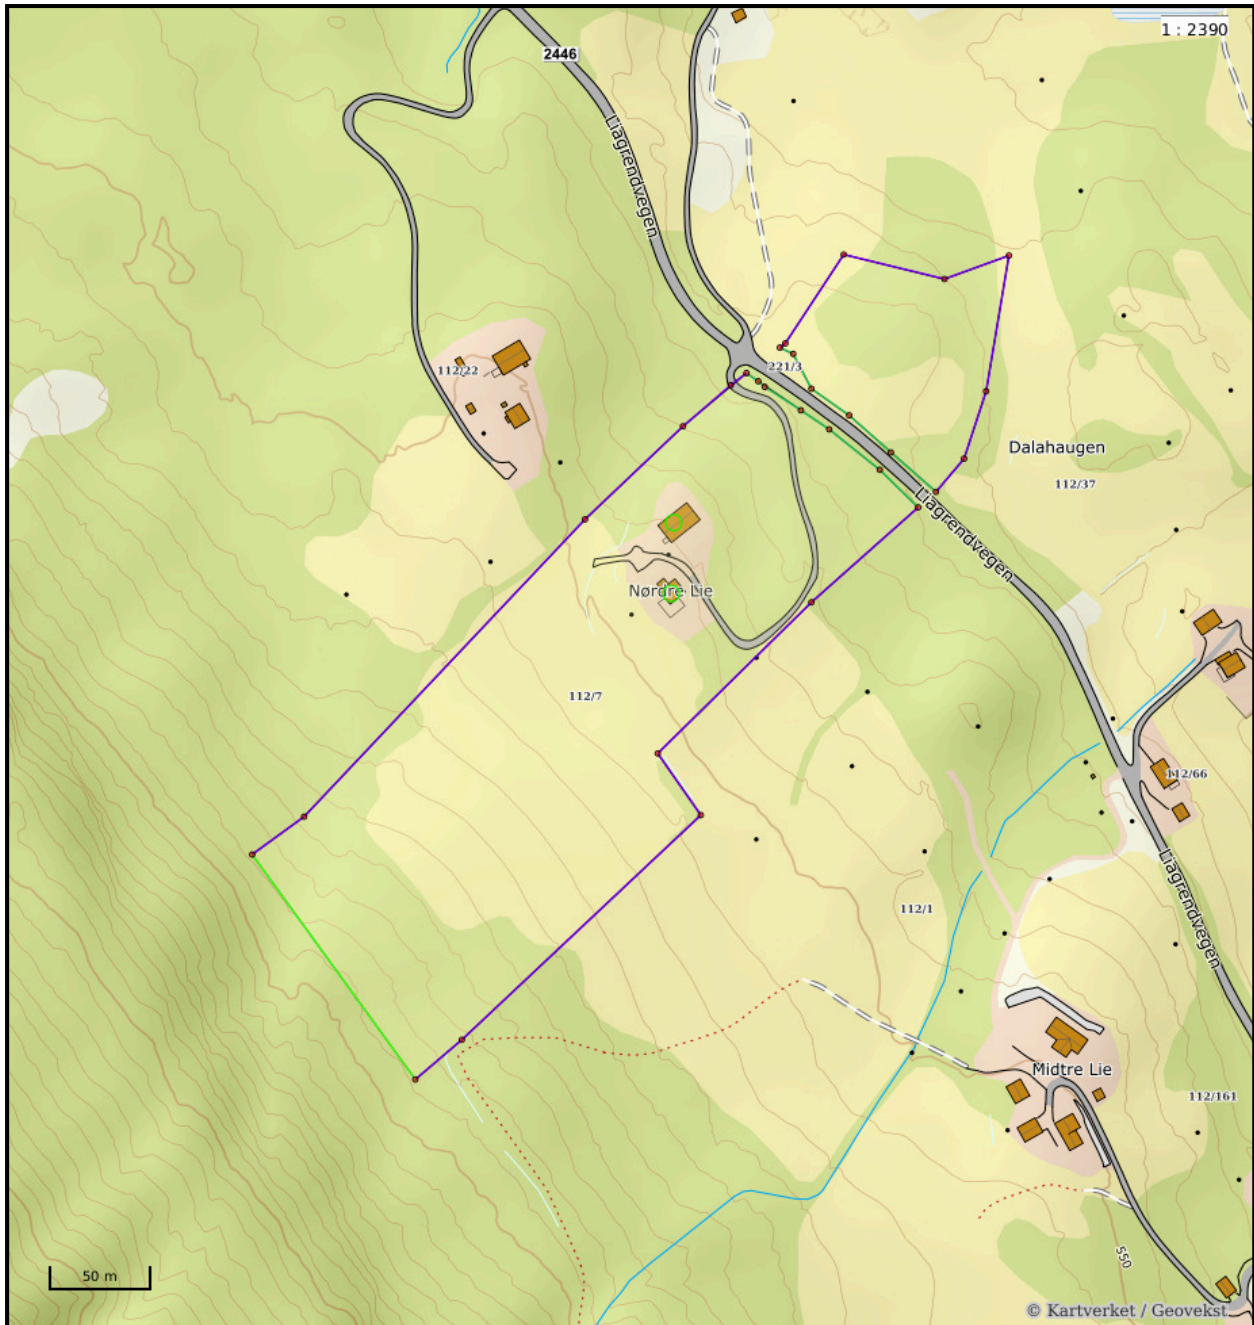 1 : 2390
2446
Liagrendvegen
221/3
112/22
Dalahaugen
112/37
Liagrendvegen
Nørdre Lie
112/7
112/66
Liagrendvegen
112/1
Midtre Lie
112/161
550
50 m
© Kartverket / Geovekst